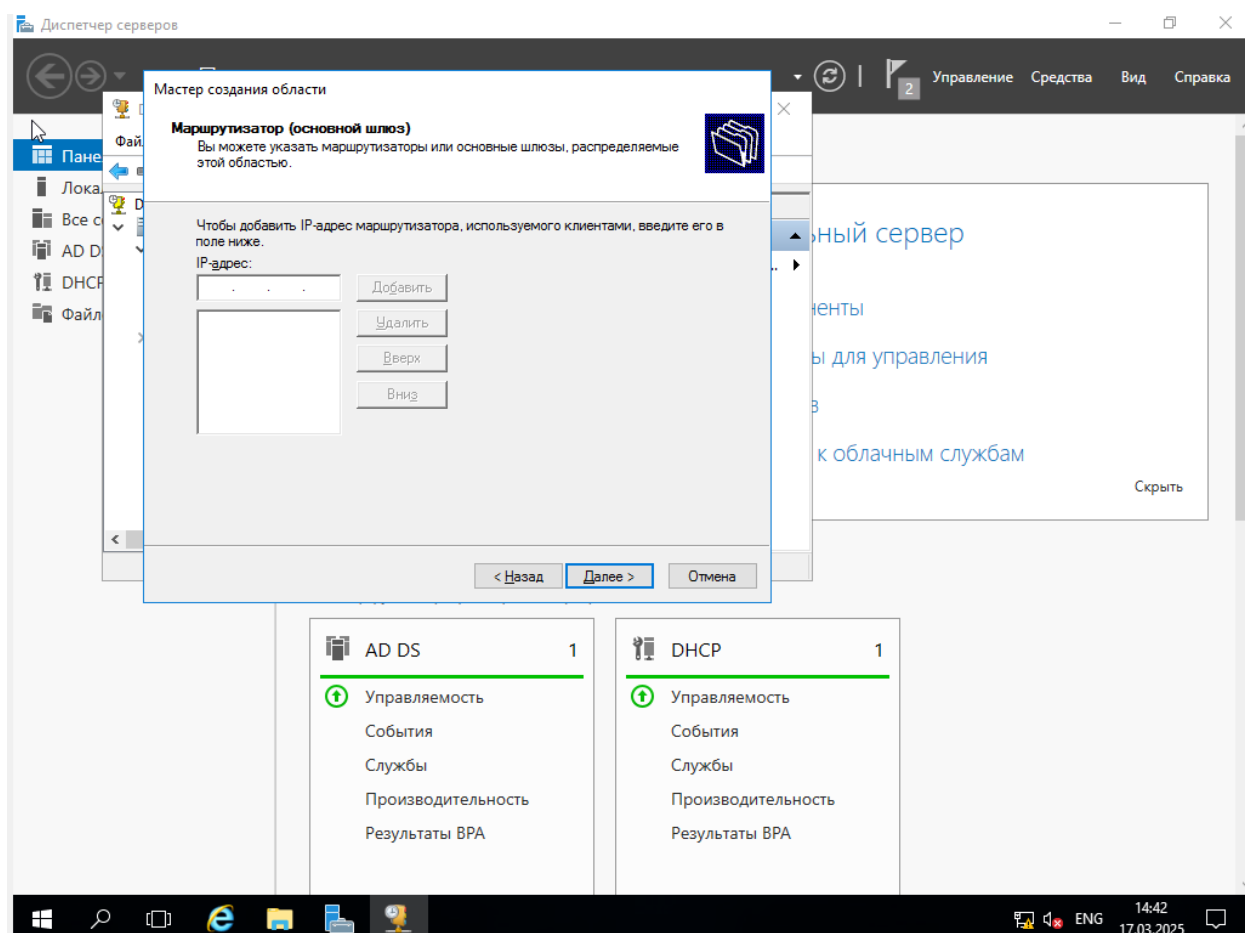 Диспетчер серверов
2
Управление Средства Вид Справка
Мастер создания области
Маршрутизатор (основной шлюз)
Вы можете указать маршрутизаторы или основные шлюзы, распределяемые
этой областью.
Фай
Пане
Лока
Все с
AD D
DHCP
Файл
D
Чтобы добавить IP-адрес маршрутизатора, используемого клиентами, введите его в
поле ниже.
IP-адрес:
. . .
Добавить
Удалить
Вверх
Вниз
ьный сервер
ненты
ы для управления
в
к облачным службам
Скрыть
< Назад
Далее >
Отмена
AD DS 1
Управляемость
События
Службы
Производительность
Результаты BPA
DHCP 1
Управляемость
События
Службы
Производительность
Результаты BPA
ENG
14:42
17.03.2025